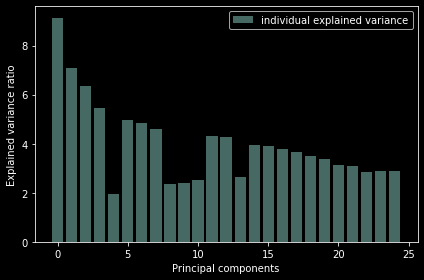 individual explained variance
Explained variance ratio
8
6
4
2
0
0 5 10 15 20 25
Principal components